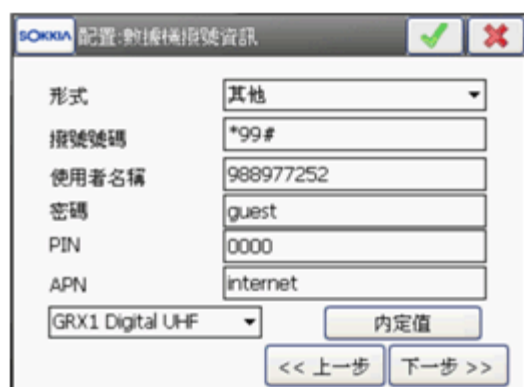 SOKKIA 配置:數據機撥號資訊
形式 其他
撥號號碼 *99#
使用者名稱 988977252
密碼 guest
PIN 0000
APN internet
GRX1 Digital UHF 內定值
<< 上一步 下一步 >>